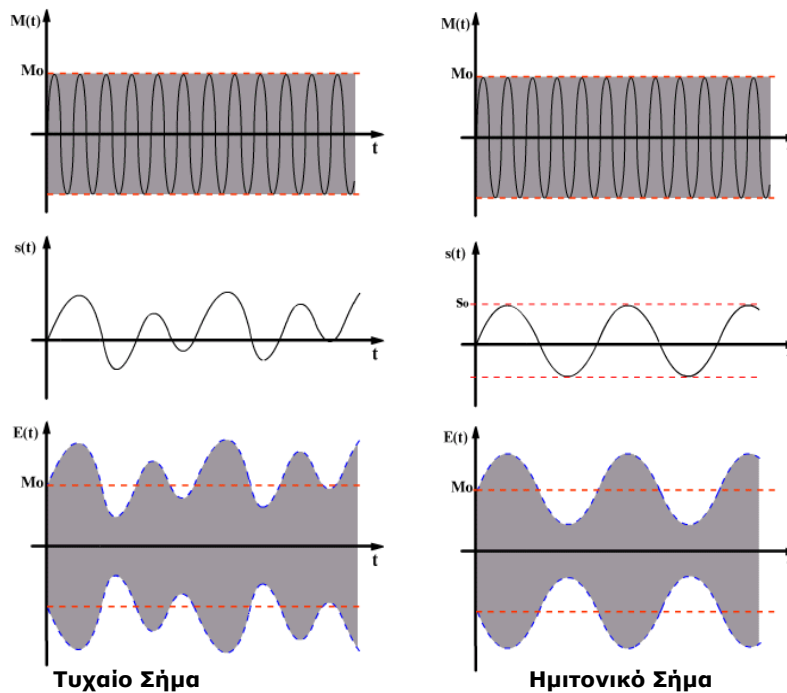 M(t)
Mo
t
s(t)
t
E(t)
Mo
t
Τυχαίο Σήμα
M(t)
Mo
s(t)
so
E(t)
Mo
Ημιτονικό Σήμα